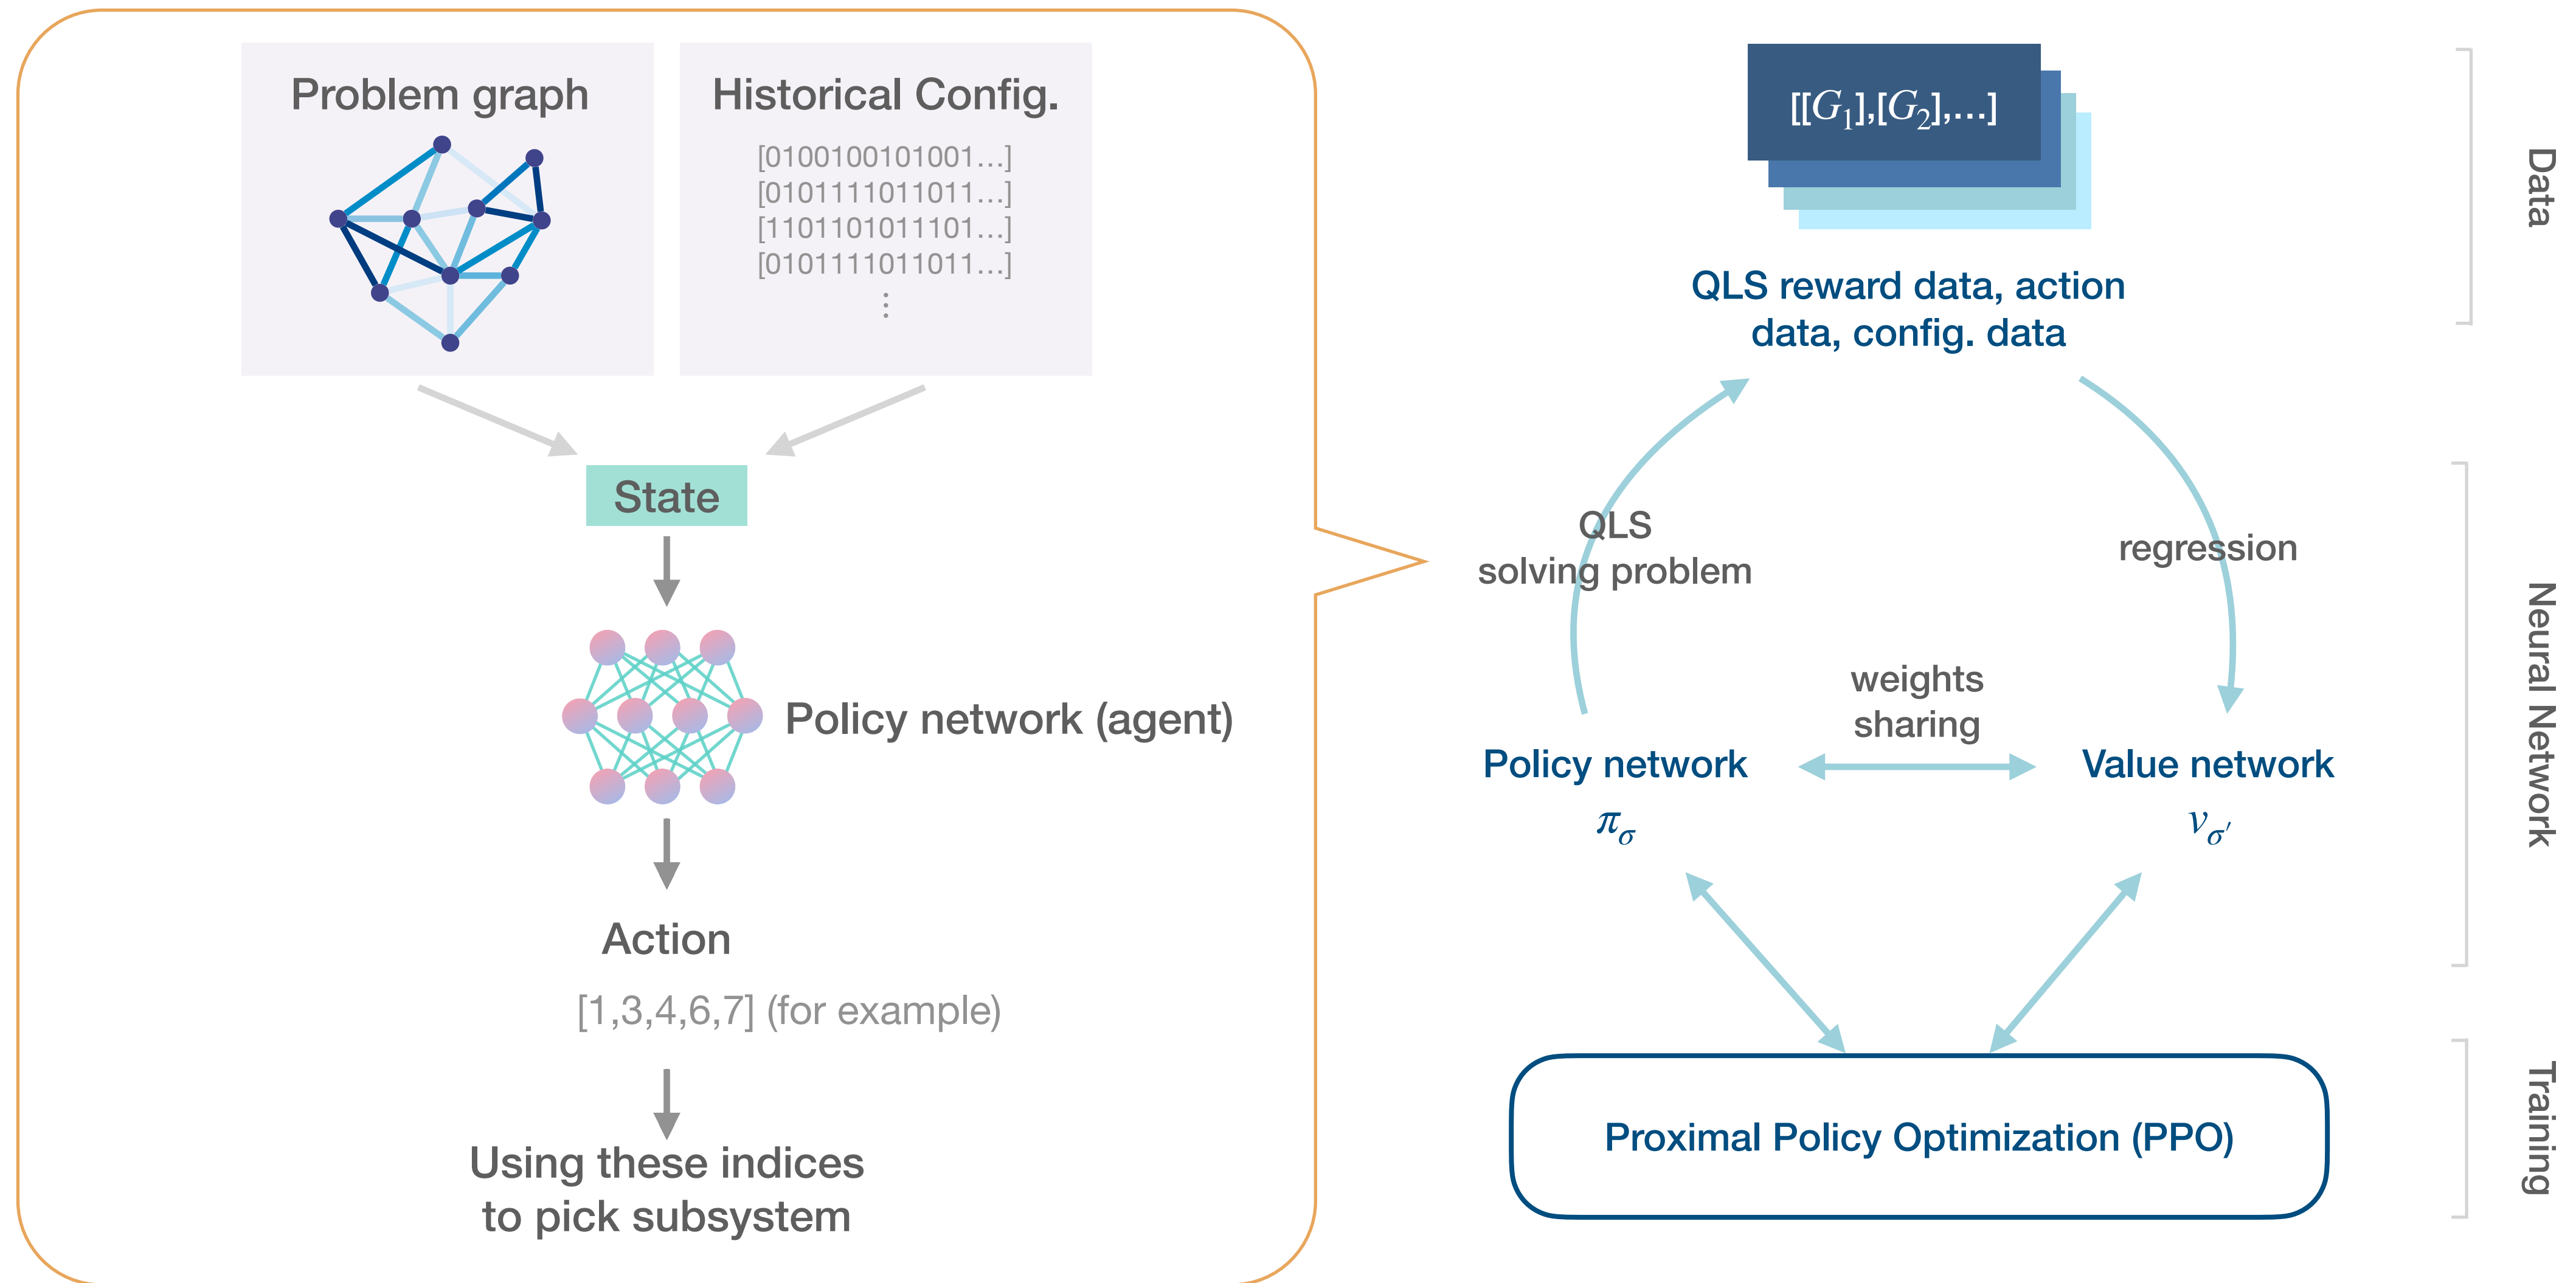 Problem graph
Historical Config.
[0100100101001...]
[0101111011011...]
[1101101011101...]
[0101111011011...]
⋮
State
Policy network (agent)
Action
[1,3,4,6,7] (for example)
Using these indices
to pick subsystem
[[G₁],[G₂],...]
QLS reward data, action
data, config. data
QLS
solving problem
regression
weights
sharing
Policy network
π_σ
Value network
v_σ′
Proximal Policy Optimization (PPO)
Data
Neural Network
Training